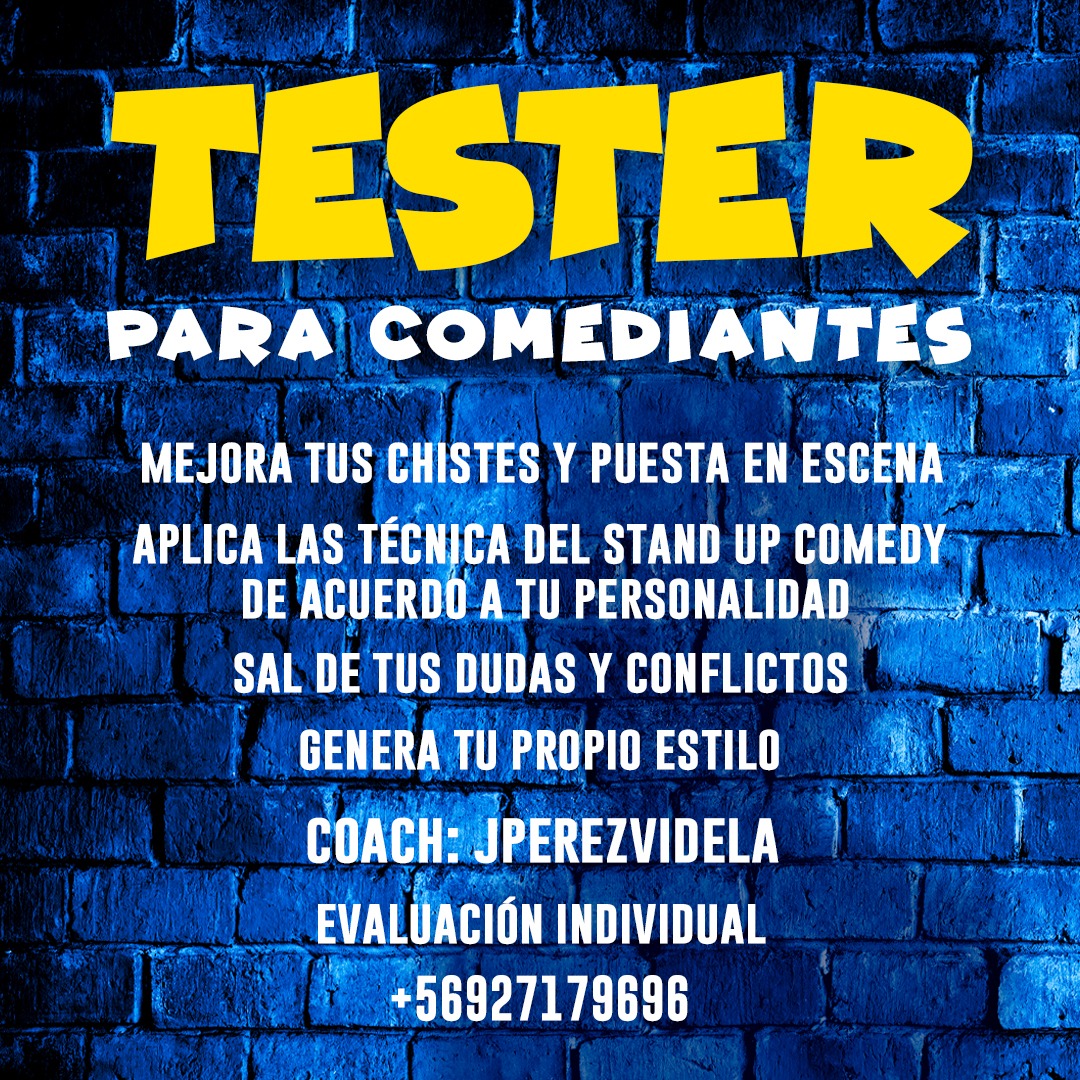 TESTER
PARA COMEDIANTES
MEJORA TUS CHISTES Y PUESTA EN ESCENA
APLICA LAS TÉCNICA DEL STAND UP COMEDY
DE ACUERDO A TU PERSONALIDAD
SAL DE TUS DUDAS Y CONFLICTOS
GENERA TU PROPIO ESTILO
COACH: JPEREZVIDELA
EVALUACIÓN INDIVIDUAL
+56927179696